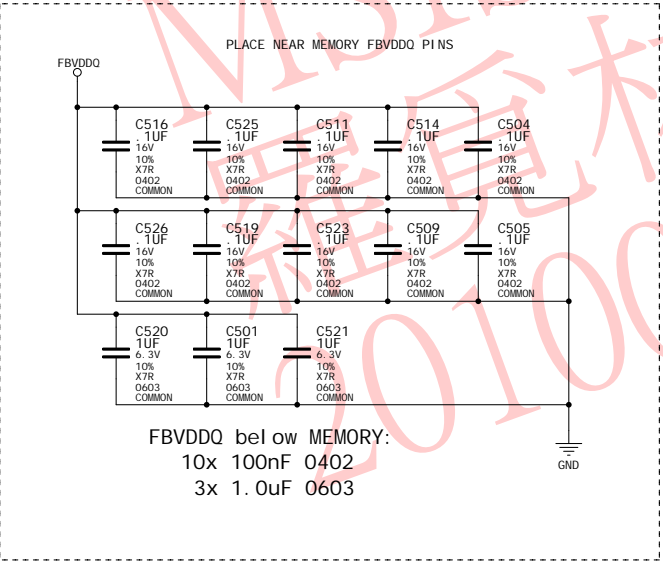 PLACE NEAR MEMORY FBVDDQ PINS
FBVDDQ
C516
.1UF
16V
10%
X7R
0402
COMMON
C525
.1UF
16V
10%
X7R
0402
COMMON
C511
.1UF
16V
10%
X7R
0402
COMMON
C514
.1UF
16V
10%
X7R
0402
COMMON
C504
.1UF
16V
10%
X7R
0402
COMMON
C526
.1UF
16V
10%
X7R
0402
COMMON
C519
.1UF
16V
10%
X7R
0402
COMMON
C523
.1UF
16V
10%
X7R
0402
COMMON
C509
.1UF
16V
10%
X7R
0402
COMMON
C505
.1UF
16V
10%
X7R
0402
COMMON
C520
1UF
6.3V
10%
X7R
0603
COMMON
C501
1UF
6.3V
10%
X7R
0603
COMMON
C521
1UF
6.3V
10%
X7R
0603
COMMON
FBVDDQ below MEMORY:
10x 100nF 0402
3x 1.0uF 0603
GND
羅覓